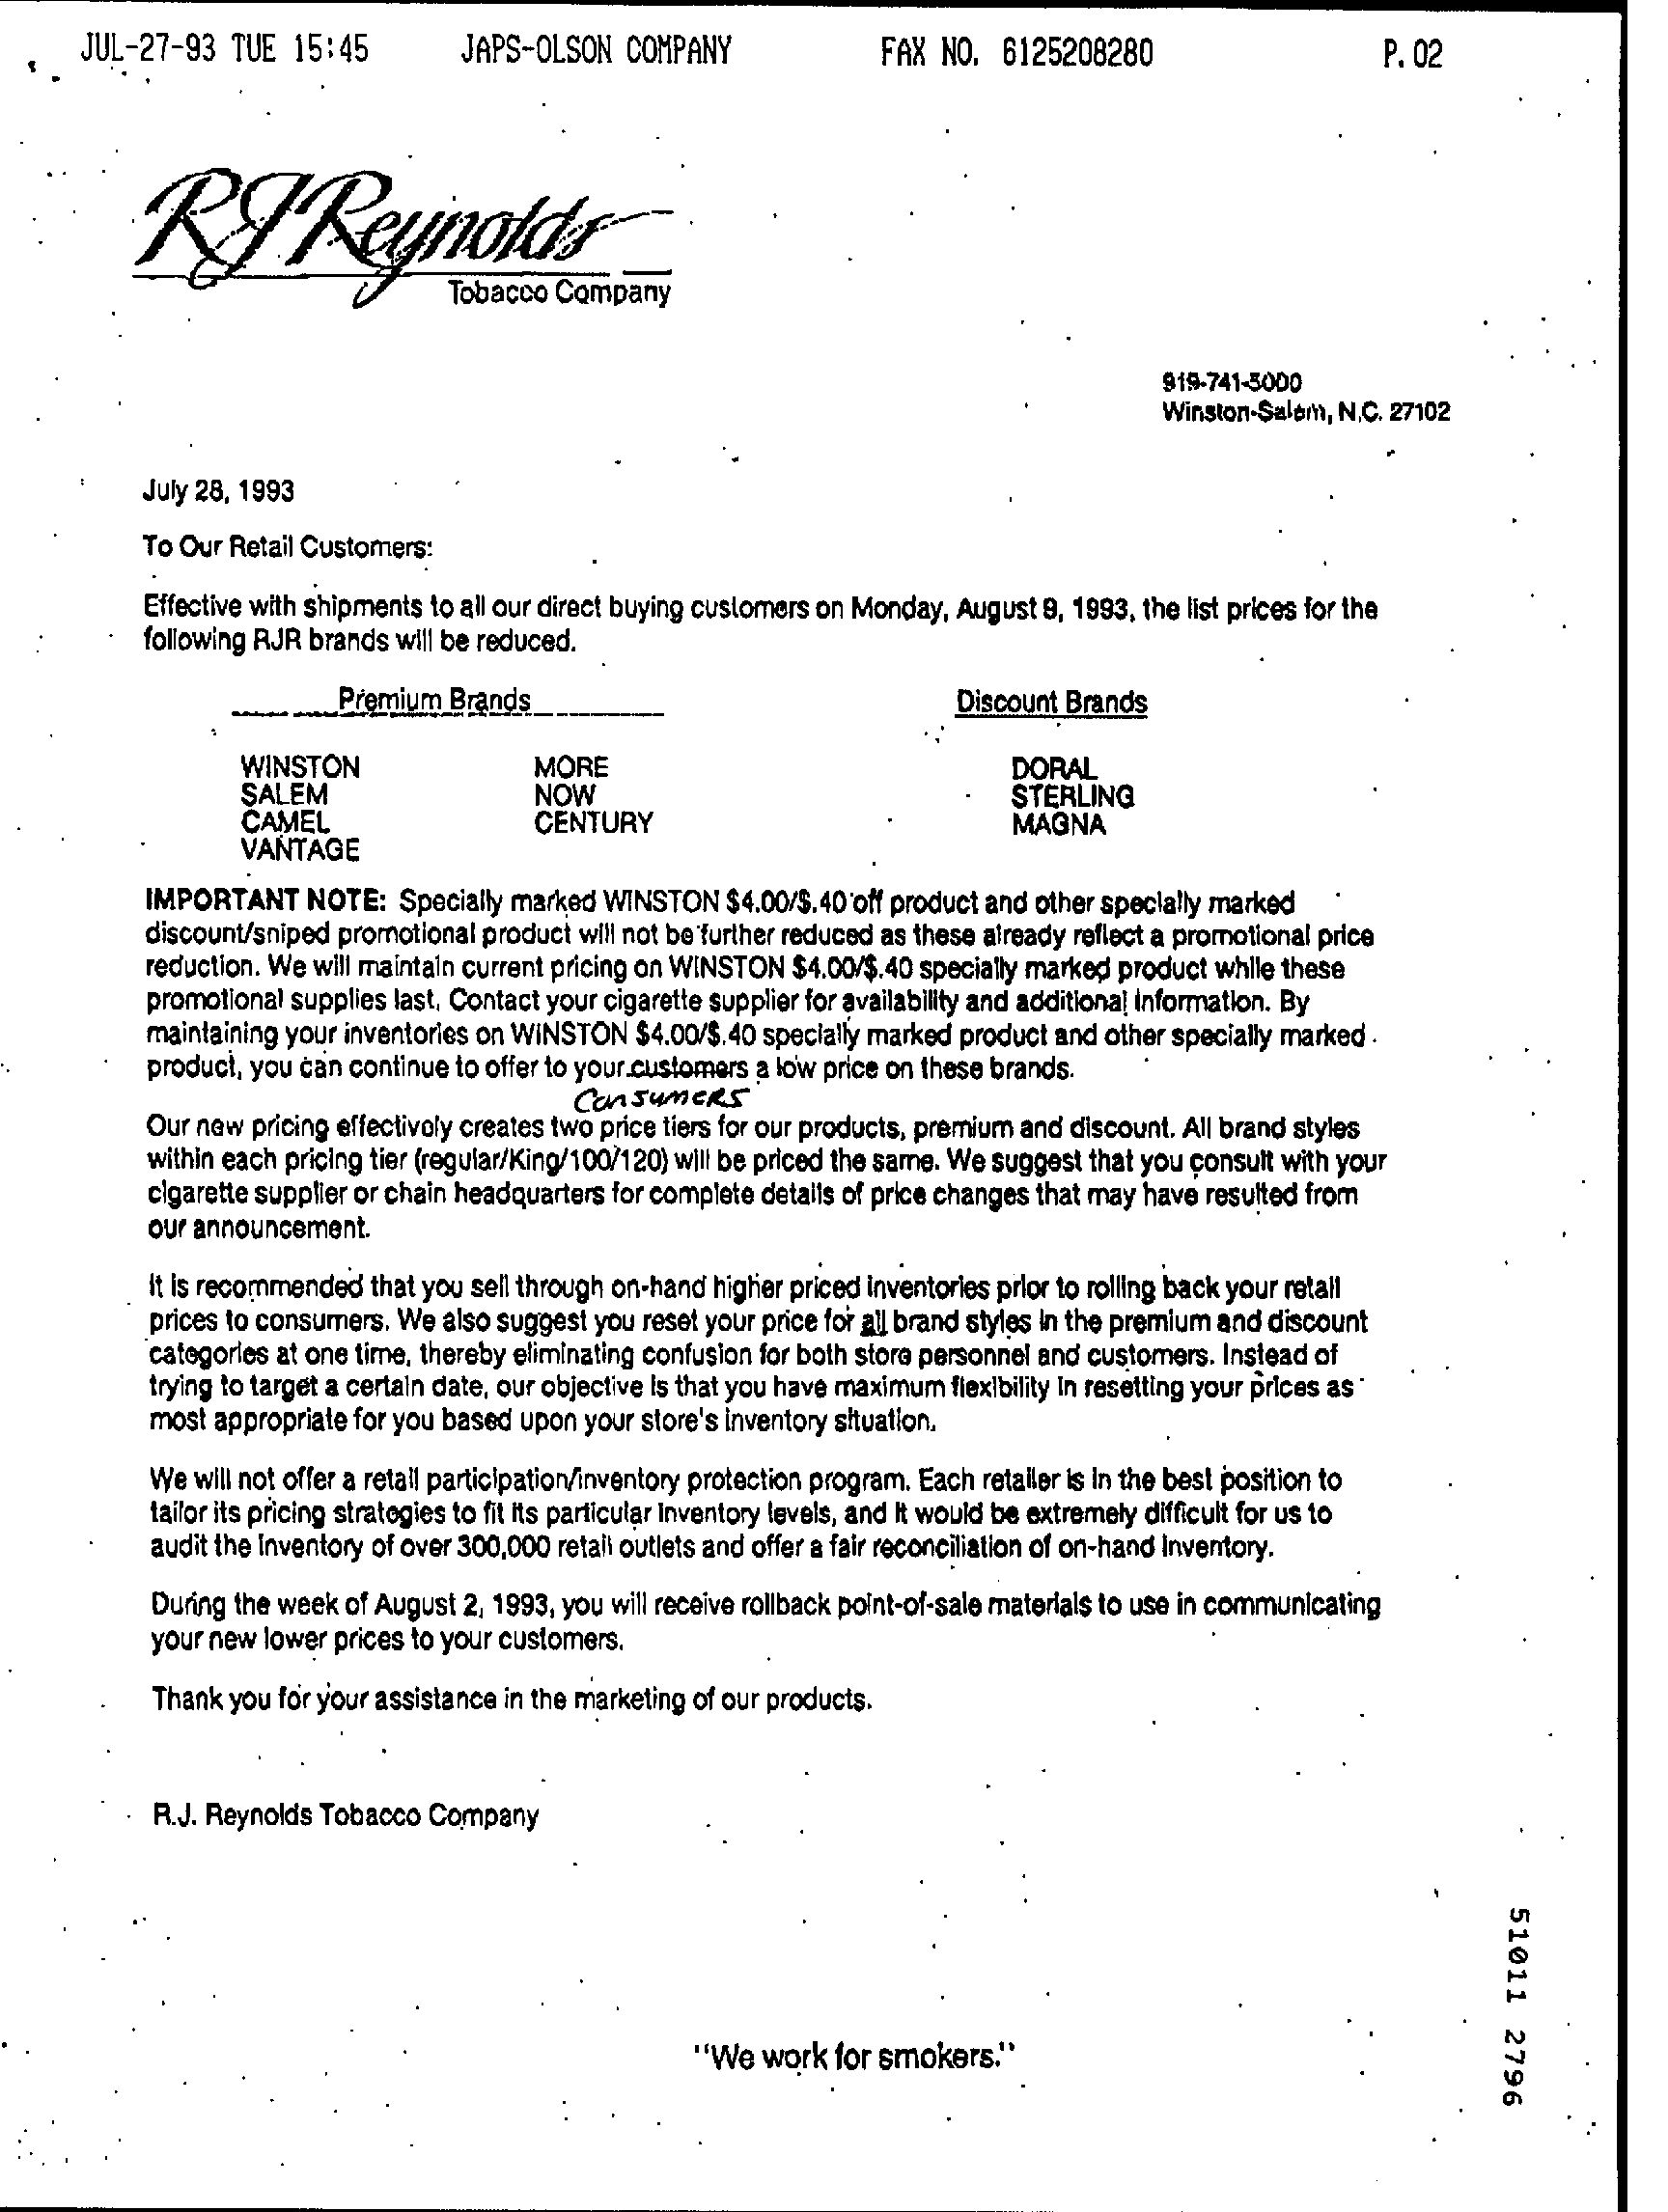 JUL-27-93 TUE 15:45 JAPS-OLSON COMPANY FAX NO. 6125208280 P. 02
RJReynolds
Tobacco Company
919-741-5000
Winston-Salem, N.C. 27102
July 28, 1993
To Our Retail Customers:
Effective with shipments to all our direct buying customers on Monday, August 9, 1993, the list prices for the
following RJR brands will be reduced.
Premium Brands Discount Brands
WINSTON MORE DORAL
SALEM NOW STERLING
CAMEL CENTURY MAGNA
VANTAGE
IMPORTANT NOTE: Specially marked WINSTON $4.00/$.40 off product and other specially marked
discount/sniped promotional product will not be further reduced as these already reflect a promotional price
reduction. We will maintain current pricing on WINSTON $4.00/$.40 specially marked product while these
promotional supplies last. Contact your cigarette supplier for availability and additional information. By
maintaining your inventories on WINSTON $4.00/$.40 specially marked product and other specially marked
product, you can continue to offer to your customers a low price on these brands.
Consumers
Our new pricing effectively creates two price tiers for our products, premium and discount. All brand styles
within each pricing tier (regular/King/100/120) will be priced the same. We suggest that you consult with your
cigarette supplier or chain headquarters for complete details of price changes that may have resulted from
our announcement.
It is recommended that you sell through on-hand higher priced inventories prior to rolling back your retail
prices to consumers. We also suggest you reset your price for all brand styles in the premium and discount
categories at one time, thereby eliminating confusion for both store personnel and customers. Instead of
trying to target a certain date, our objective is that you have maximum flexibility in resetting your prices as
most appropriate for you based upon your store's inventory situation.
We will not offer a retail participation/inventory protection program. Each retailer is in the best position to
tailor its pricing strategies to fit its particular inventory levels, and it would be extremely difficult for us to
audit the inventory of over 300,000 retail outlets and offer a fair reconciliation of on-hand inventory.
During the week of August 2, 1993, you will receive rollback point-of-sale materials to use in communicating
your new lower prices to your customers.
Thank you for your assistance in the marketing of our products.
R.J. Reynolds Tobacco Company
"We work for smokers."
51011 2796